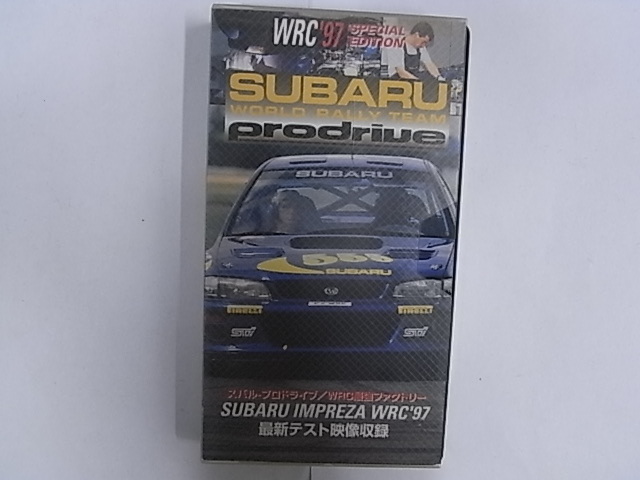 WRC'97 SPECIAL EDITION
SUBARU
WORLD RALLY TEAM
prodrive
SUBARU
555
SUBARU
PIRELLI PIRELLI
STi STi
スバル・プロドライブ/WRC最強ファクトリー
SUBARU IMPREZA WRC'97
最新テスト映像収録